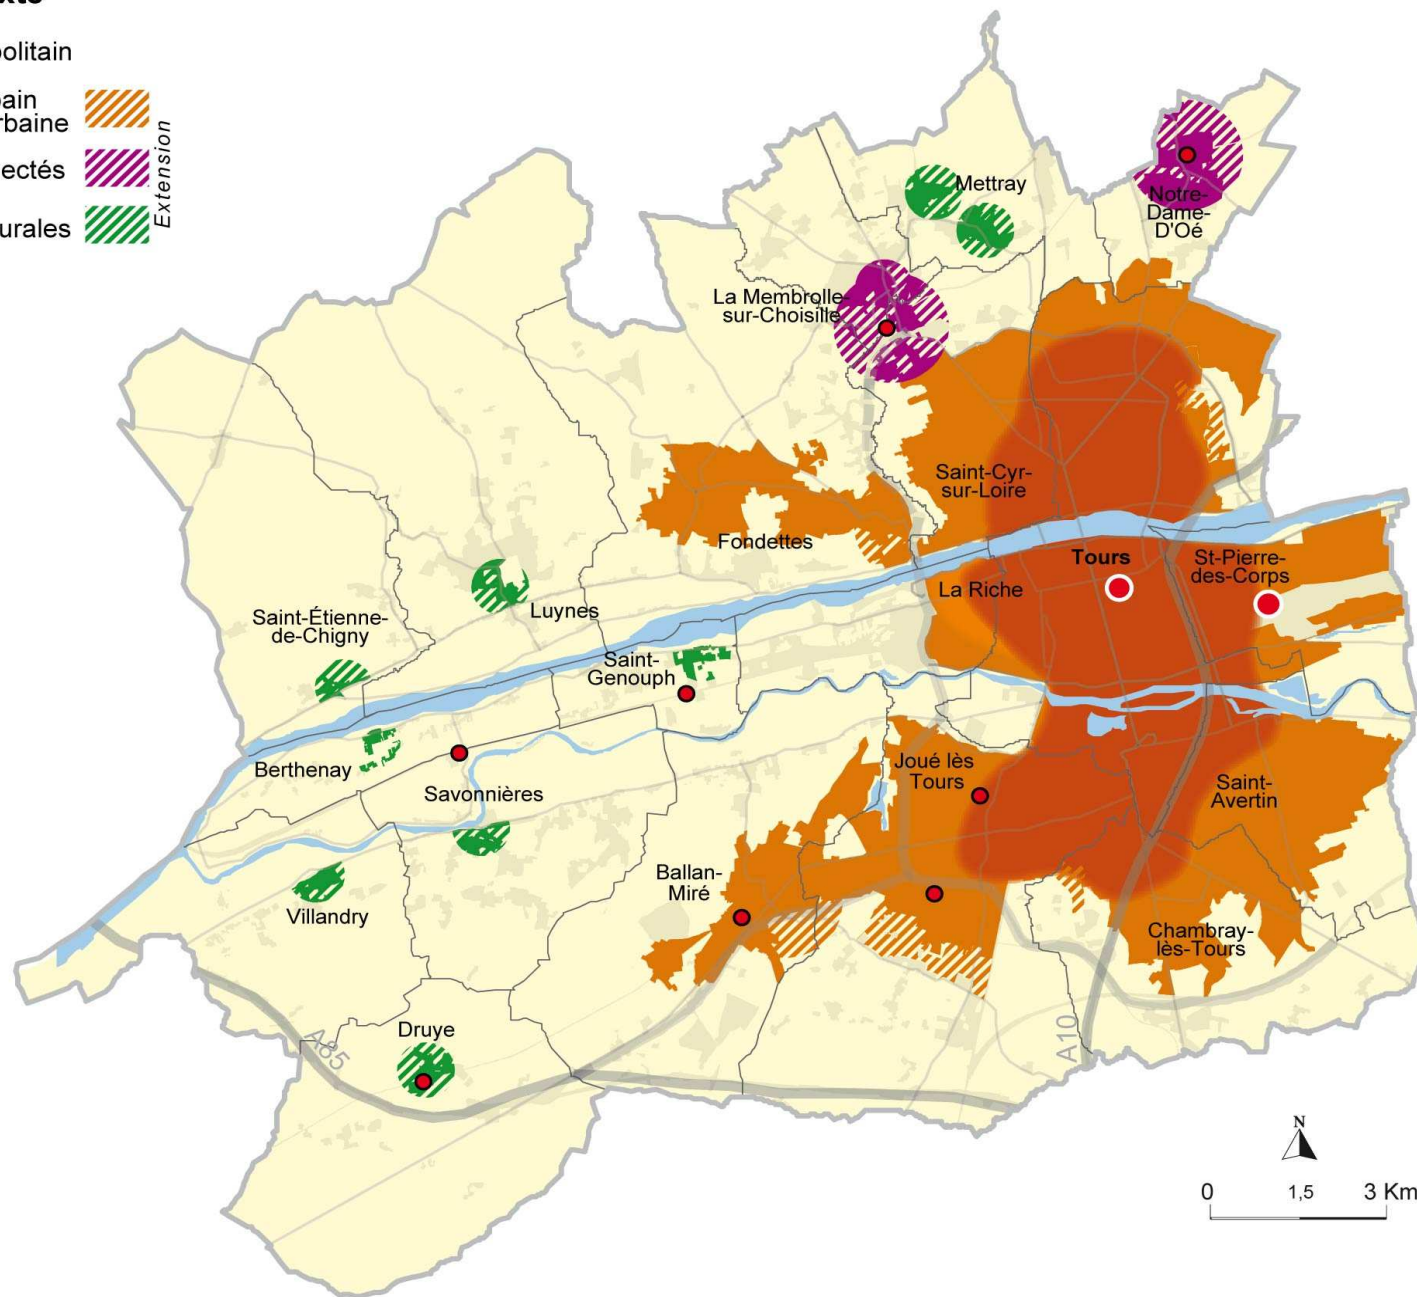 politain
ain
rbaine
ectés
urales
Extension
Mettray
Notre-
Dame-
D'Oé
La Membrolle-
sur-Choisille
Saint-Cyr-
sur-Loire
Fondettes
Tours
St-Pierre-
des-Corps
La Riche
Luynes
Saint-Étienne-
de-Chigny
Saint-
Genouph
Berthenay
Savonnières
Joué lès
Tours
Saint-
Avertin
Ballan-
Miré
Villandry
Chambray-
lès-Tours
Druye
A85
A10
N
0 1,5 3 Km